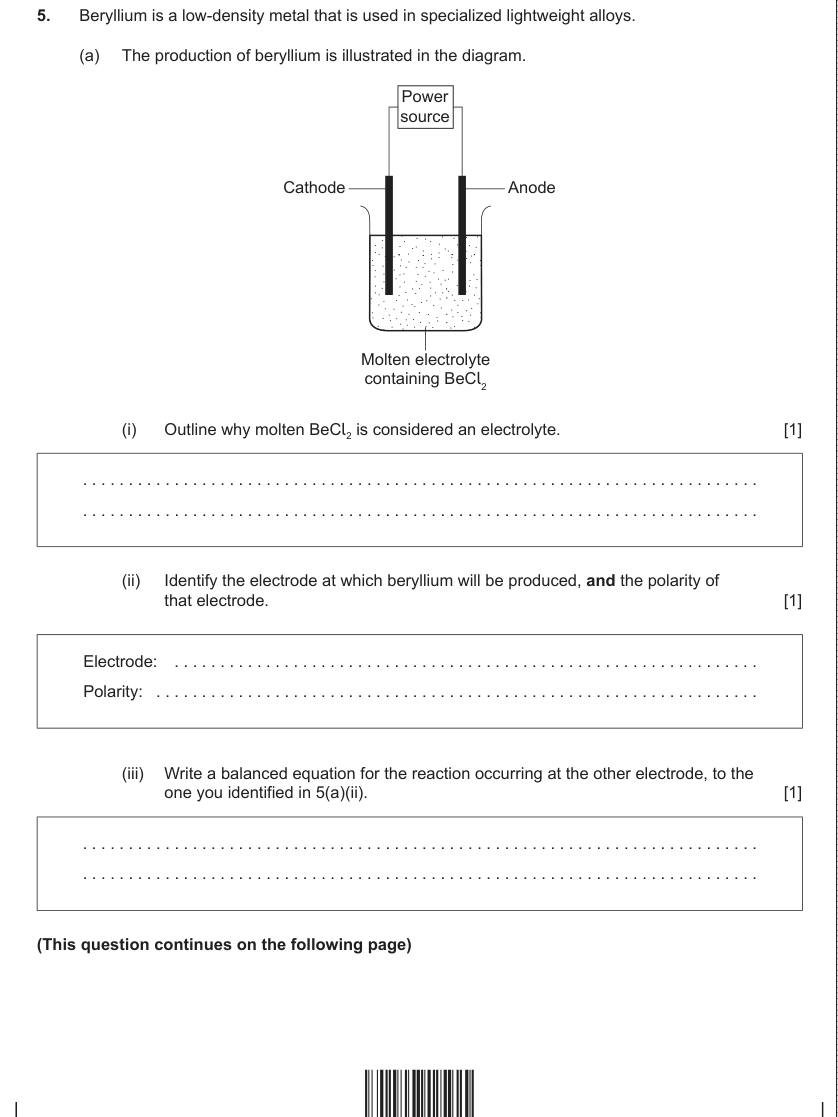 5. Beryllium is a low-density metal that is used in specialized lightweight alloys.
(a) The production of beryllium is illustrated in the diagram.
Power
source
Cathode
Anode
Molten electrolyte
containing BeCl₂
(i) Outline why molten BeCl₂ is considered an electrolyte. [1]
(ii) Identify the electrode at which beryllium will be produced, and the polarity of
that electrode. [1]
Electrode:
Polarity:
(iii) Write a balanced equation for the reaction occurring at the other electrode, to the
one you identified in 5(a)(ii). [1]
(This question continues on the following page)